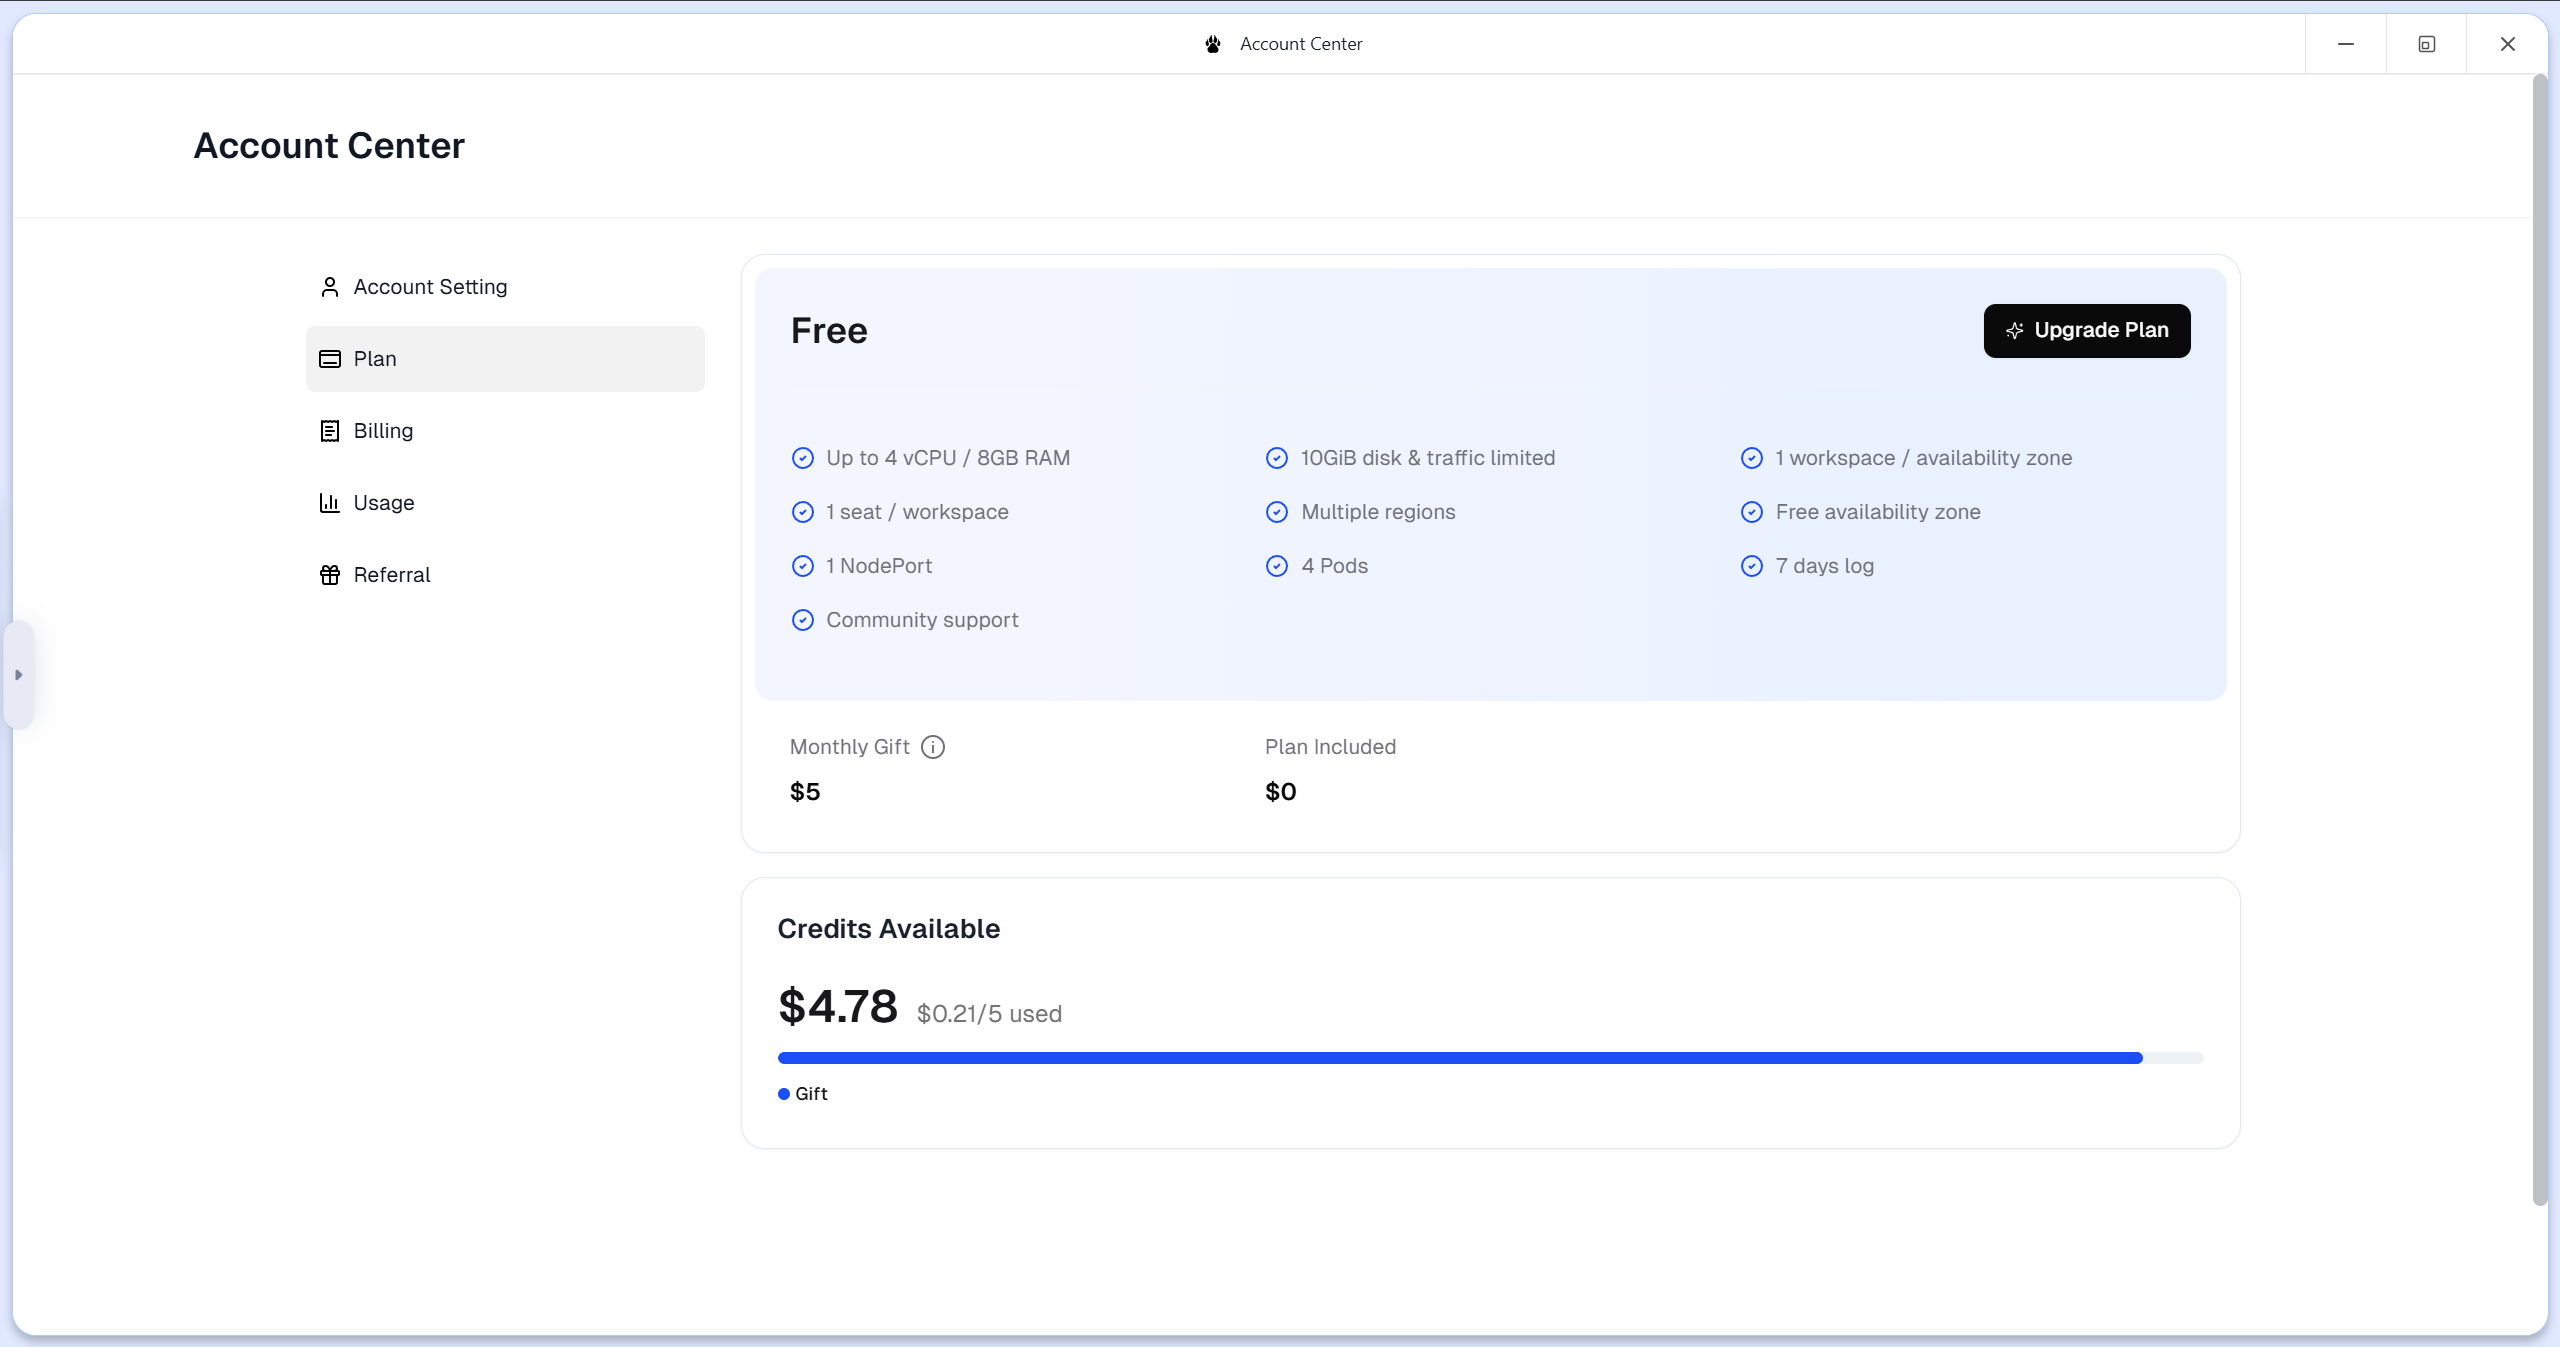 Account Center
Account Center
Account Setting
Plan
Billing
Usage
Referral
Free
Upgrade Plan
Up to 4 vCPU / 8GB RAM
10GiB disk & traffic limited
1 workspace / availability zone
1 seat / workspace
Multiple regions
Free availability zone
1 NodePort
4 Pods
7 days log
Community support
Monthly Gift
Plan Included
$5
$0
Credits Available
$4.78 $0.21/5 used
Gift